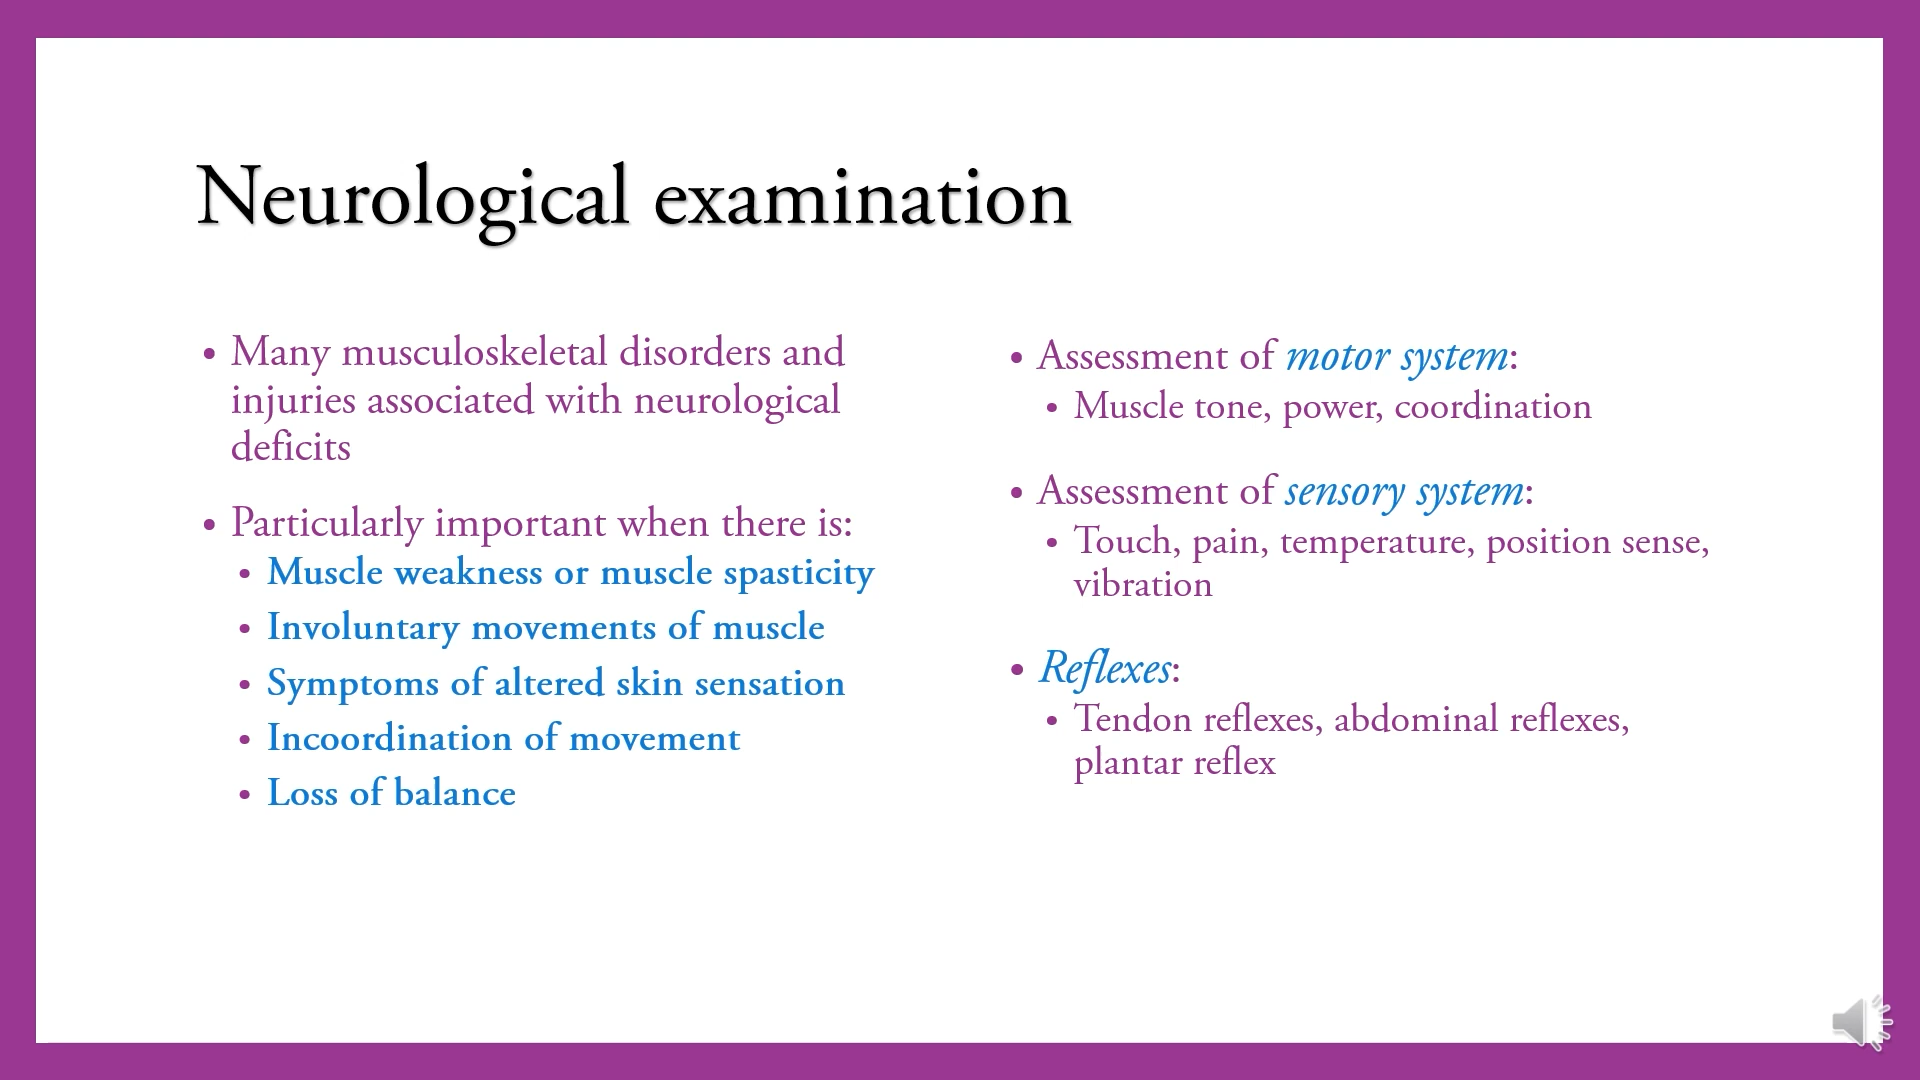 Neurological examination
• Many musculoskeletal disorders and
injuries associated with neurological
deficits
• Particularly important when there is:
• Muscle weakness or muscle spasticity
• Involuntary movements of muscle
• Symptoms of altered skin sensation
• Incoordination of movement
• Loss of balance
• Assessment of motor system:
• Muscle tone, power, coordination
• Assessment of sensory system:
• Touch, pain, temperature, position sense,
vibration
• Reflexes:
• Tendon reflexes, abdominal reflexes,
plantar reflex